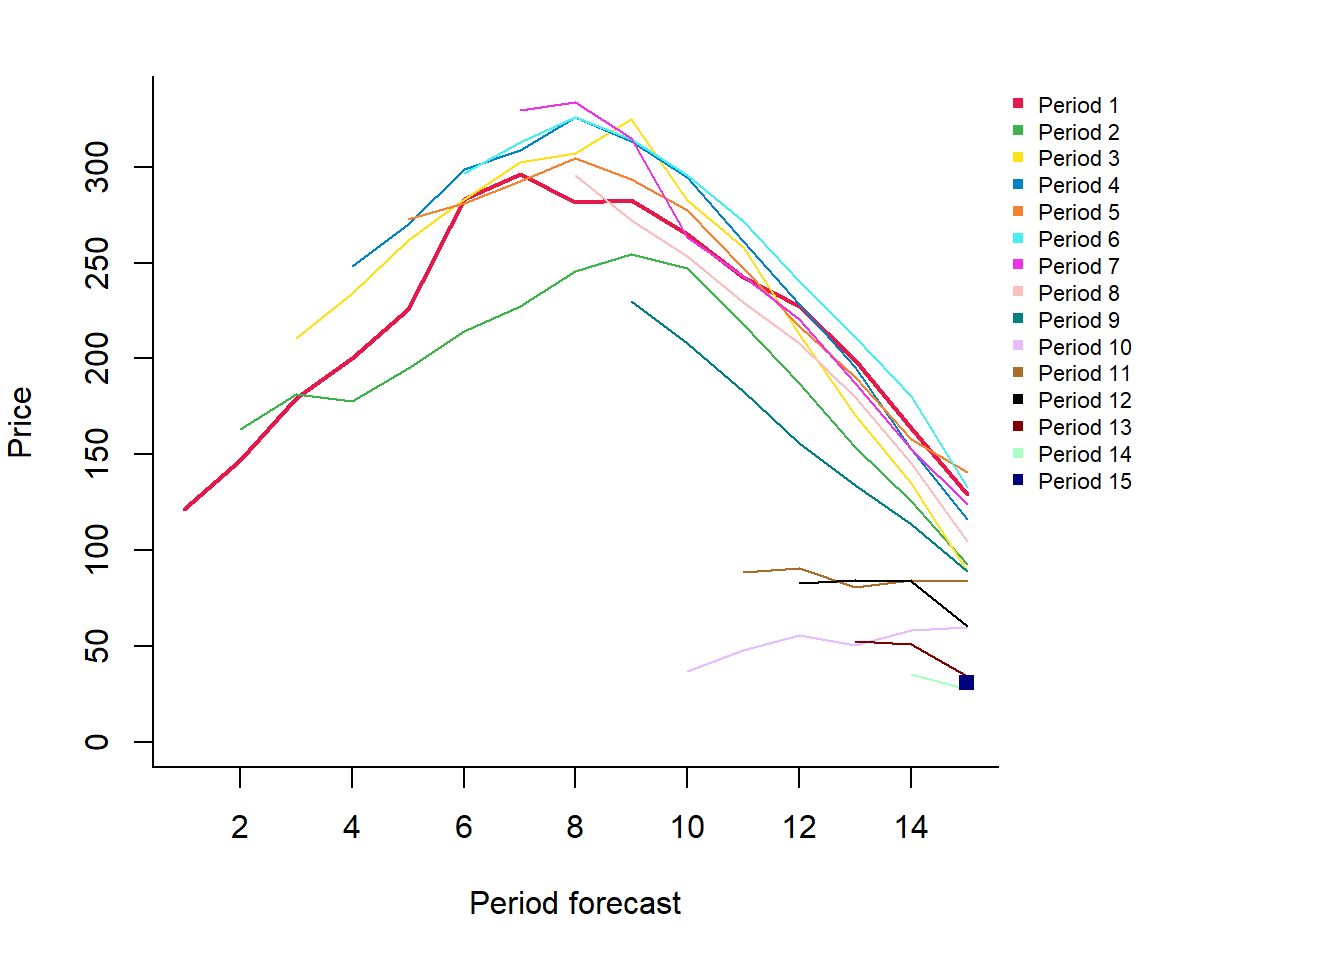 Price
300
250
200
150
100
50
0
2 4 6 8 10 12 14
Period forecast
Period 1
Period 2
Period 3
Period 4
Period 5
Period 6
Period 7
Period 8
Period 9
Period 10
Period 11
Period 12
Period 13
Period 14
Period 15